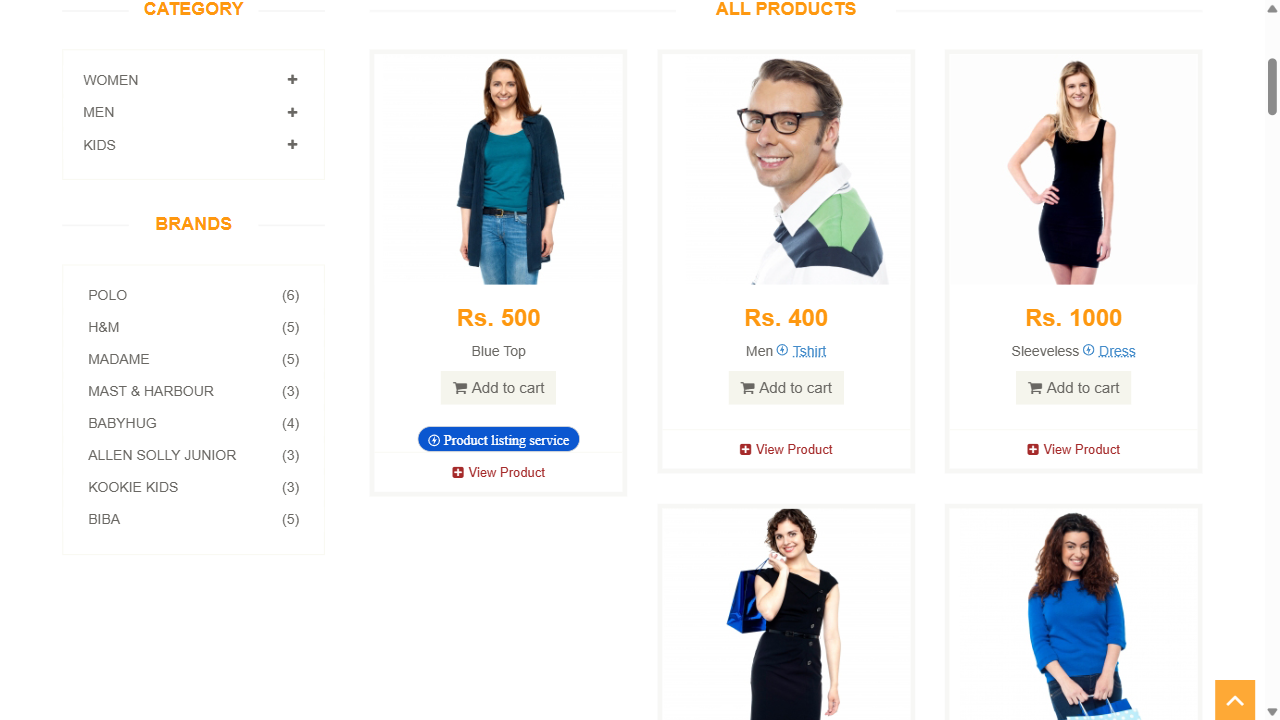 CATEGORY
WOMEN
MEN
KIDS
BRANDS
POLO (6)
H&M (5)
MADAME (5)
MAST & HARBOUR (3)
BABYHUG (4)
ALLEN SOLLY JUNIOR (3)
KOOKIE KIDS (3)
BIBA (5)
ALL PRODUCTS
Rs. 500
Blue Top
Add to cart
Product listing service
View Product
Rs. 400
Men Tshirt
Add to cart
View Product
Rs. 1000
Sleeveless Dress
Add to cart
View Product